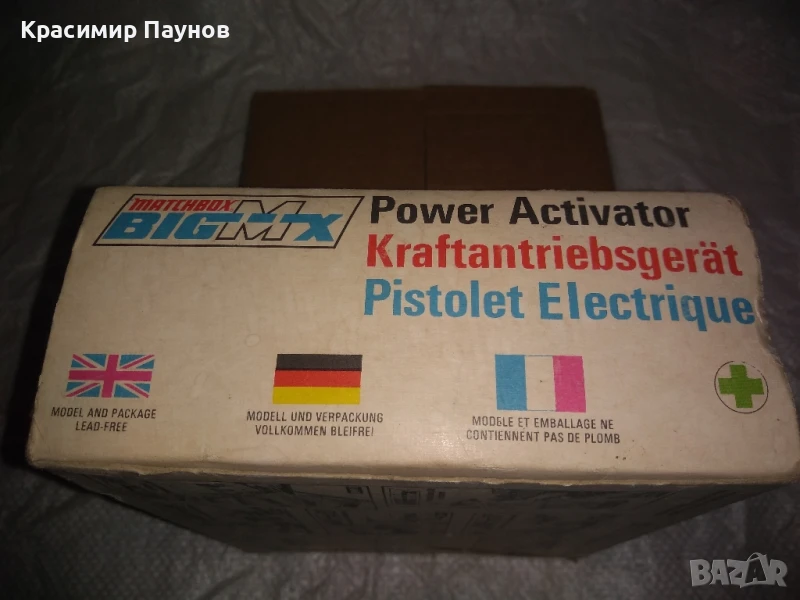 Красимир Паунов
MATCHBOX
BIG MX
Power Activator
Kraftantriebsgerät
Pistolet Electrique
MODEL AND PACKAGE
LEAD-FREE
MODELL UND VERPACKUNG
VOLLKOMMEN BLEIFREI
MODÈLE ET EMBALLAGE NE
CONTIENNENT PAS DE PLOMB
BAZAR